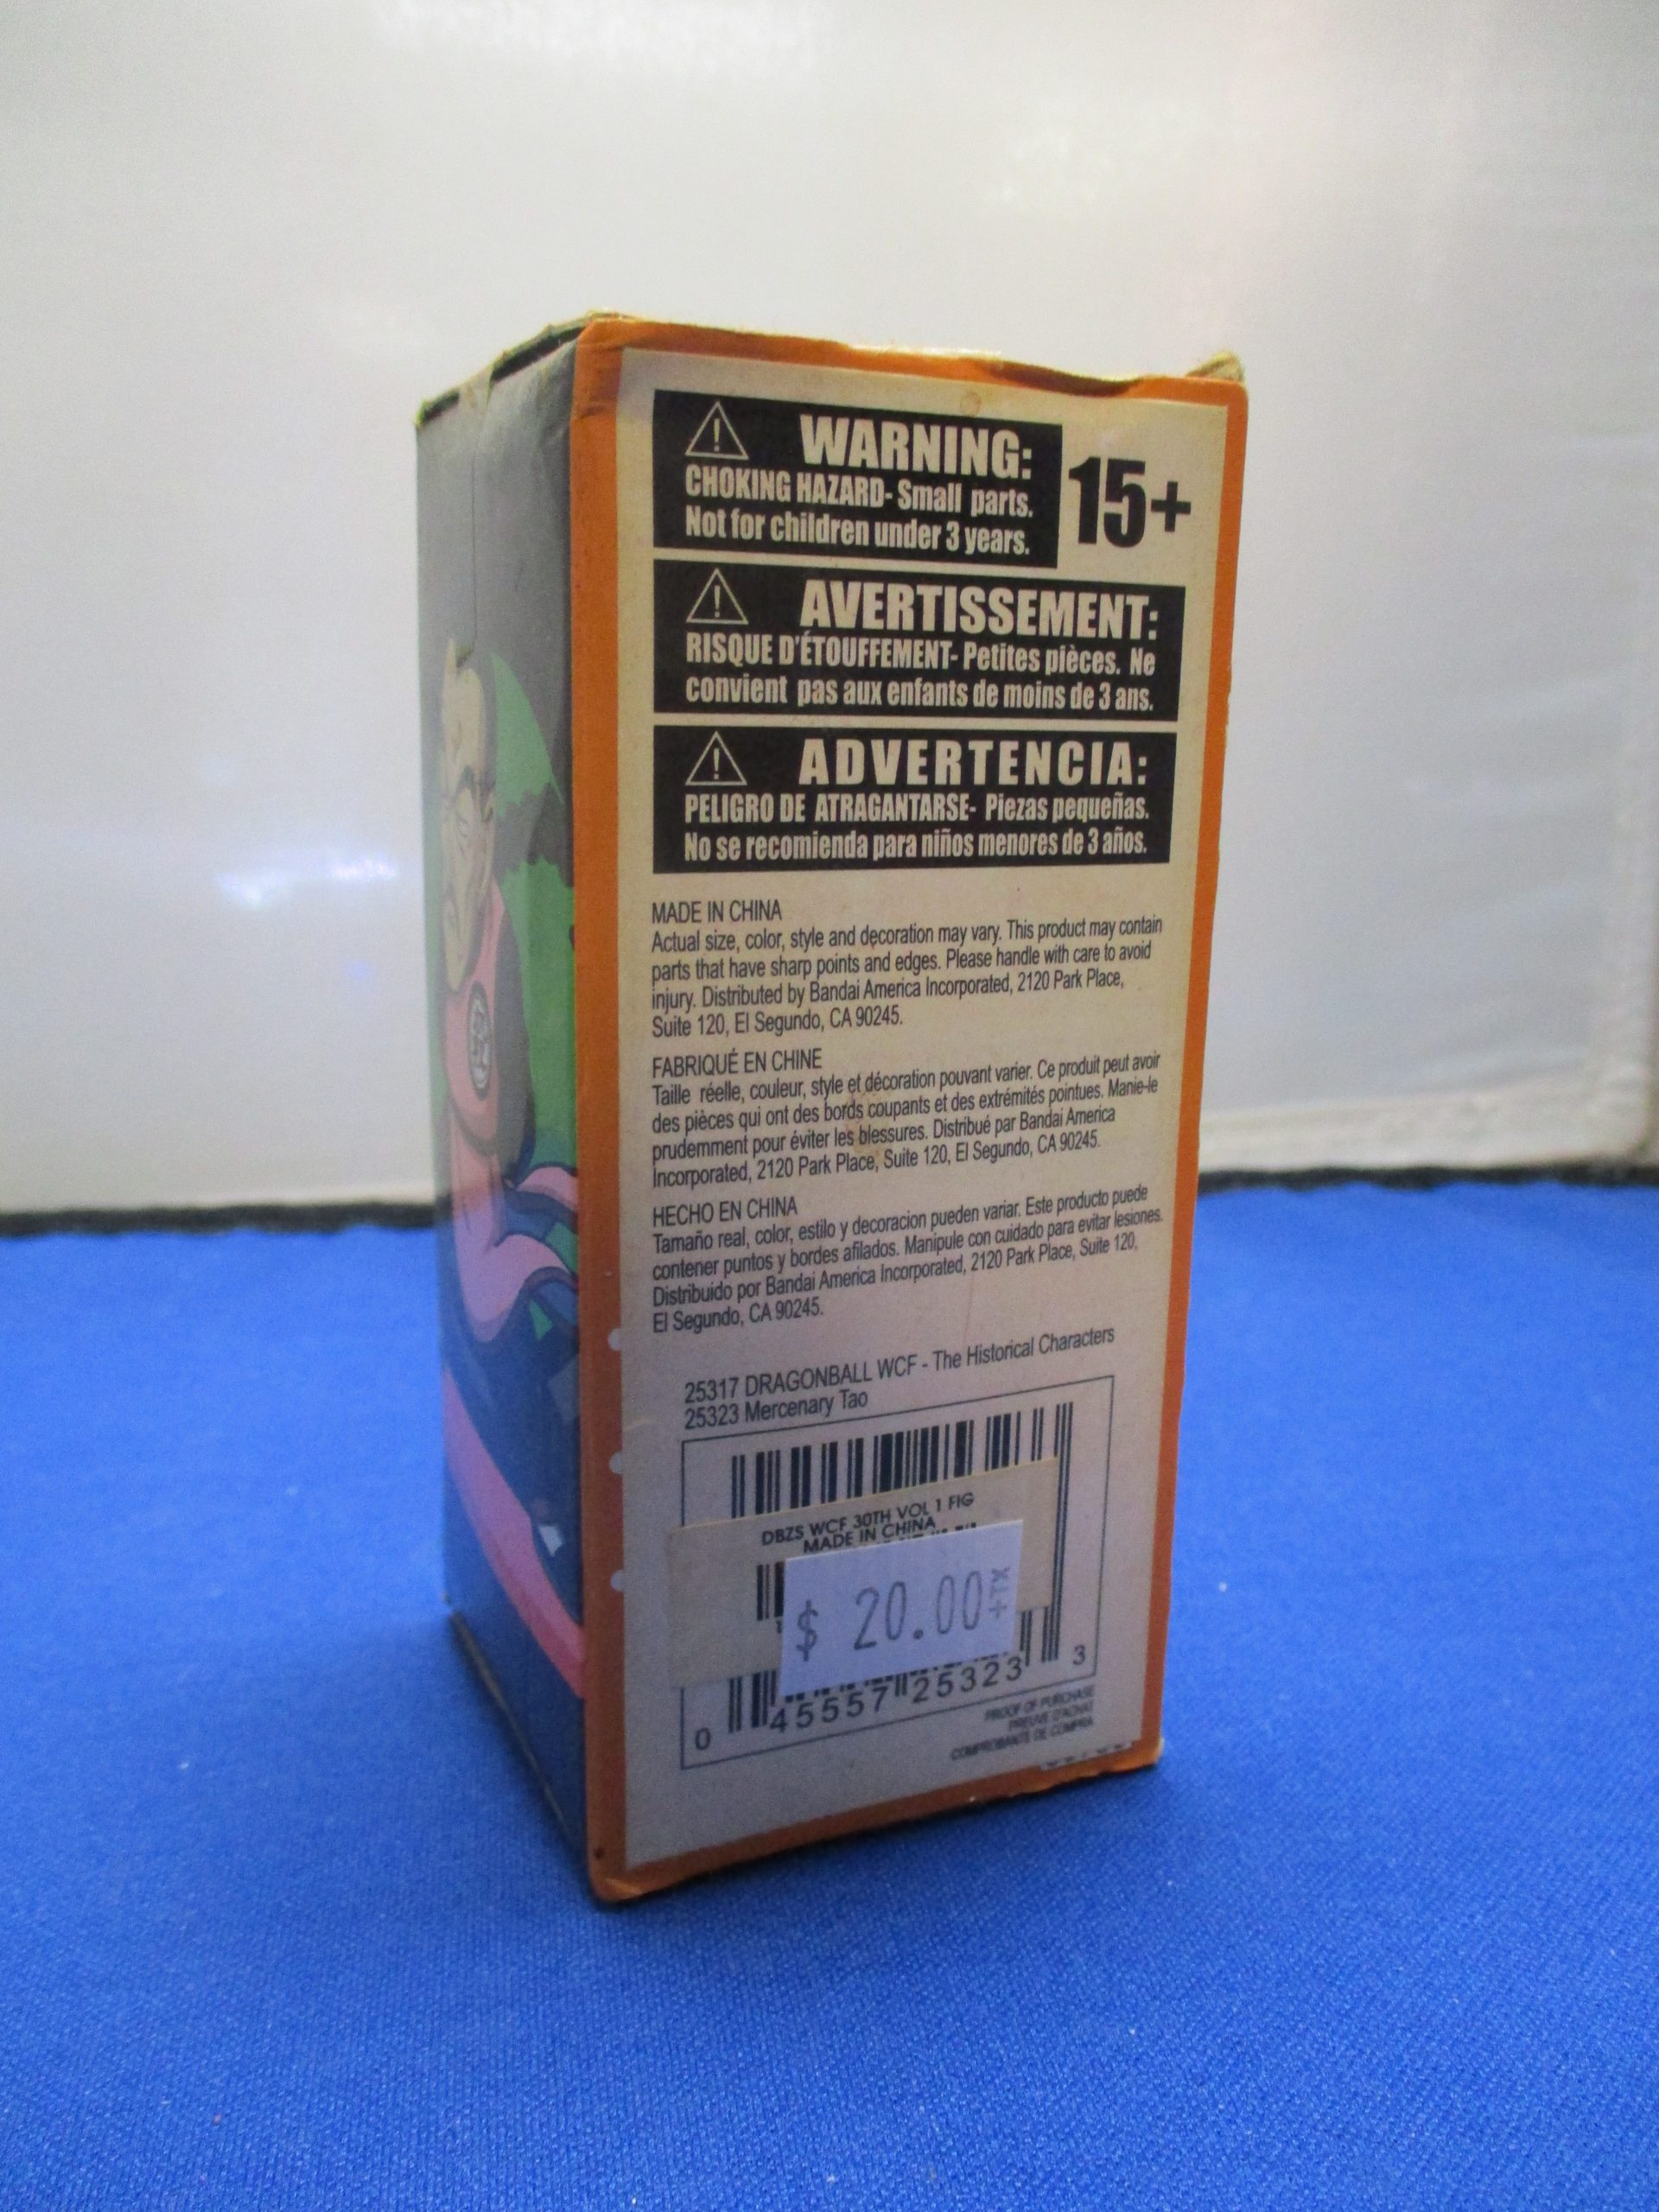 WARNING:
CHOKING HAZARD- Small parts.
Not for children under 3 years.
15+
AVERTISSEMENT:
RISQUE D'ÉTOUFFEMENT- Petites pièces. Ne
convient pas aux enfants de moins de 3 ans.
ADVERTENCIA:
PELIGRO DE ATRAGANTARSE- Piezas pequeñas.
No se recomienda para niños menores de 3 años.
MADE IN CHINA
Actual size, color, style and decoration may vary. This product may contain
parts that have sharp points and edges. Please handle with care to avoid
injury. Distributed by Bandai America Incorporated, 2120 Park Place,
Suite 120, El Segundo, CA 90245.
FABRIQUÉ EN CHINE
Taille réelle, couleur, style et décoration pouvant varier. Ce produit peut avoir
des pièces qui ont des bords coupants et des extrémités pointues. Manie-le
prudemment pour éviter les blessures. Distribué par Bandai America
Incorporated, 2120 Park Place, Suite 120, El Segundo, CA 90245.
HECHO EN CHINA
Tamaño real, color, estilo y decoracion pueden variar. Este producto puede
contener puntos y bordes afilados. Manipule con cuidado para evitar lesiones.
Distribuido por Bandai America Incorporated, 2120 Park Place, Suite 120,
El Segundo, CA 90245.
25317 DRAGONBALL WCF - The Historical Characters
25323 Mercenary Tao
DBZS WCF 30TH VOL 1 FIG
MADE IN CHINA
$ 20.00 +TX
0 45557 25323 3
PROOF OF PURCHASE
PREUVE D'ACHAT
COMPROBANTE DE COMPRA